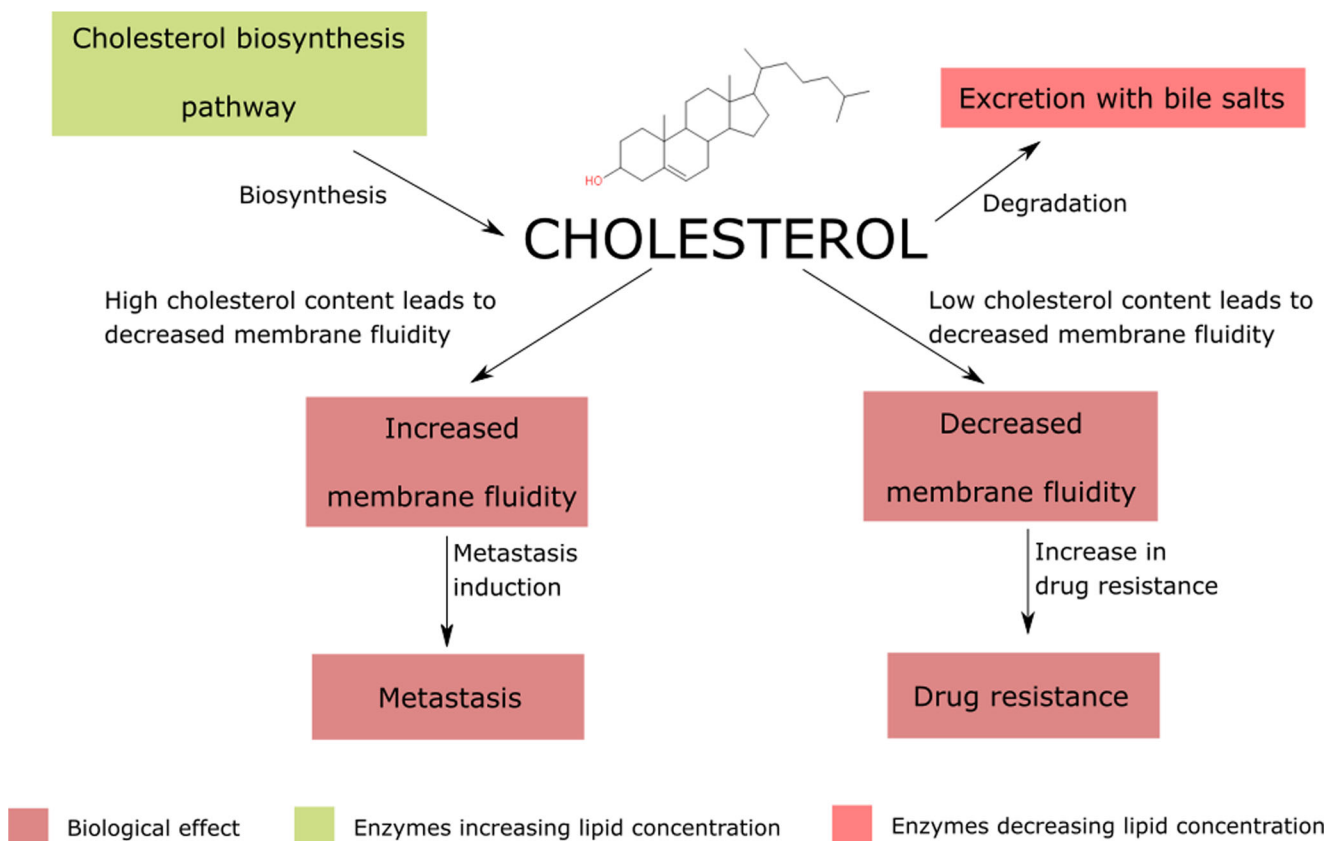 Cholesterol biosynthesis
pathway
Excretion with bile salts
HO
Biosynthesis
Degradation
CHOLESTEROL
High cholesterol content leads to
decreased membrane fluidity
Low cholesterol content leads to
decreased membrane fluidity
Increased
membrane fluidity
Decreased
membrane fluidity
Metastasis
induction
Increase in
drug resistance
Metastasis
Drug resistance
Biological effect
Enzymes increasing lipid concentration
Enzymes decreasing lipid concentration